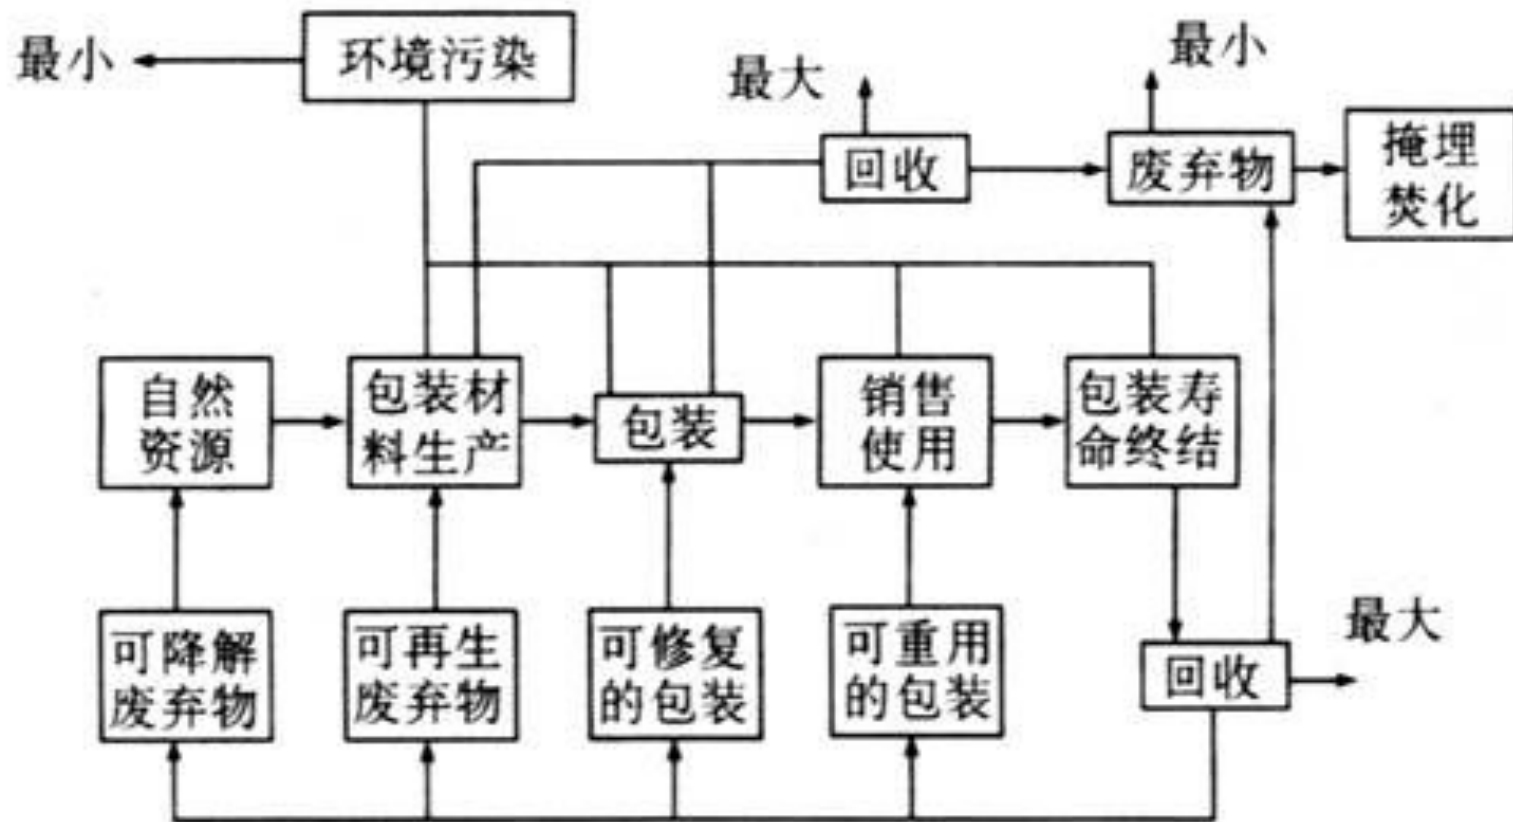 最小
环境污染
最大
最小
回收
废弃物
掩埋
焚化
自然
资源
包装材
料生产
包装
销售
使用
包装寿
命终结
可降解
废弃物
可再生
废弃物
可修复
的包装
可重用
的包装
回收
最大